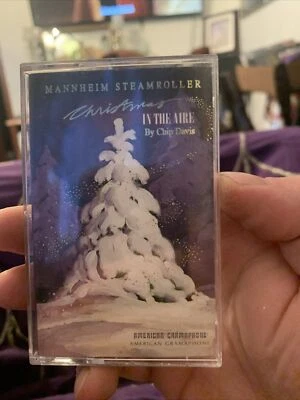 MANNHEIM STEAMROLLER
Christmas
IN THE AIRE
By Chip Davis
AMERICAN GRAMAPHONE
AMERICAN GRAMAPHONE